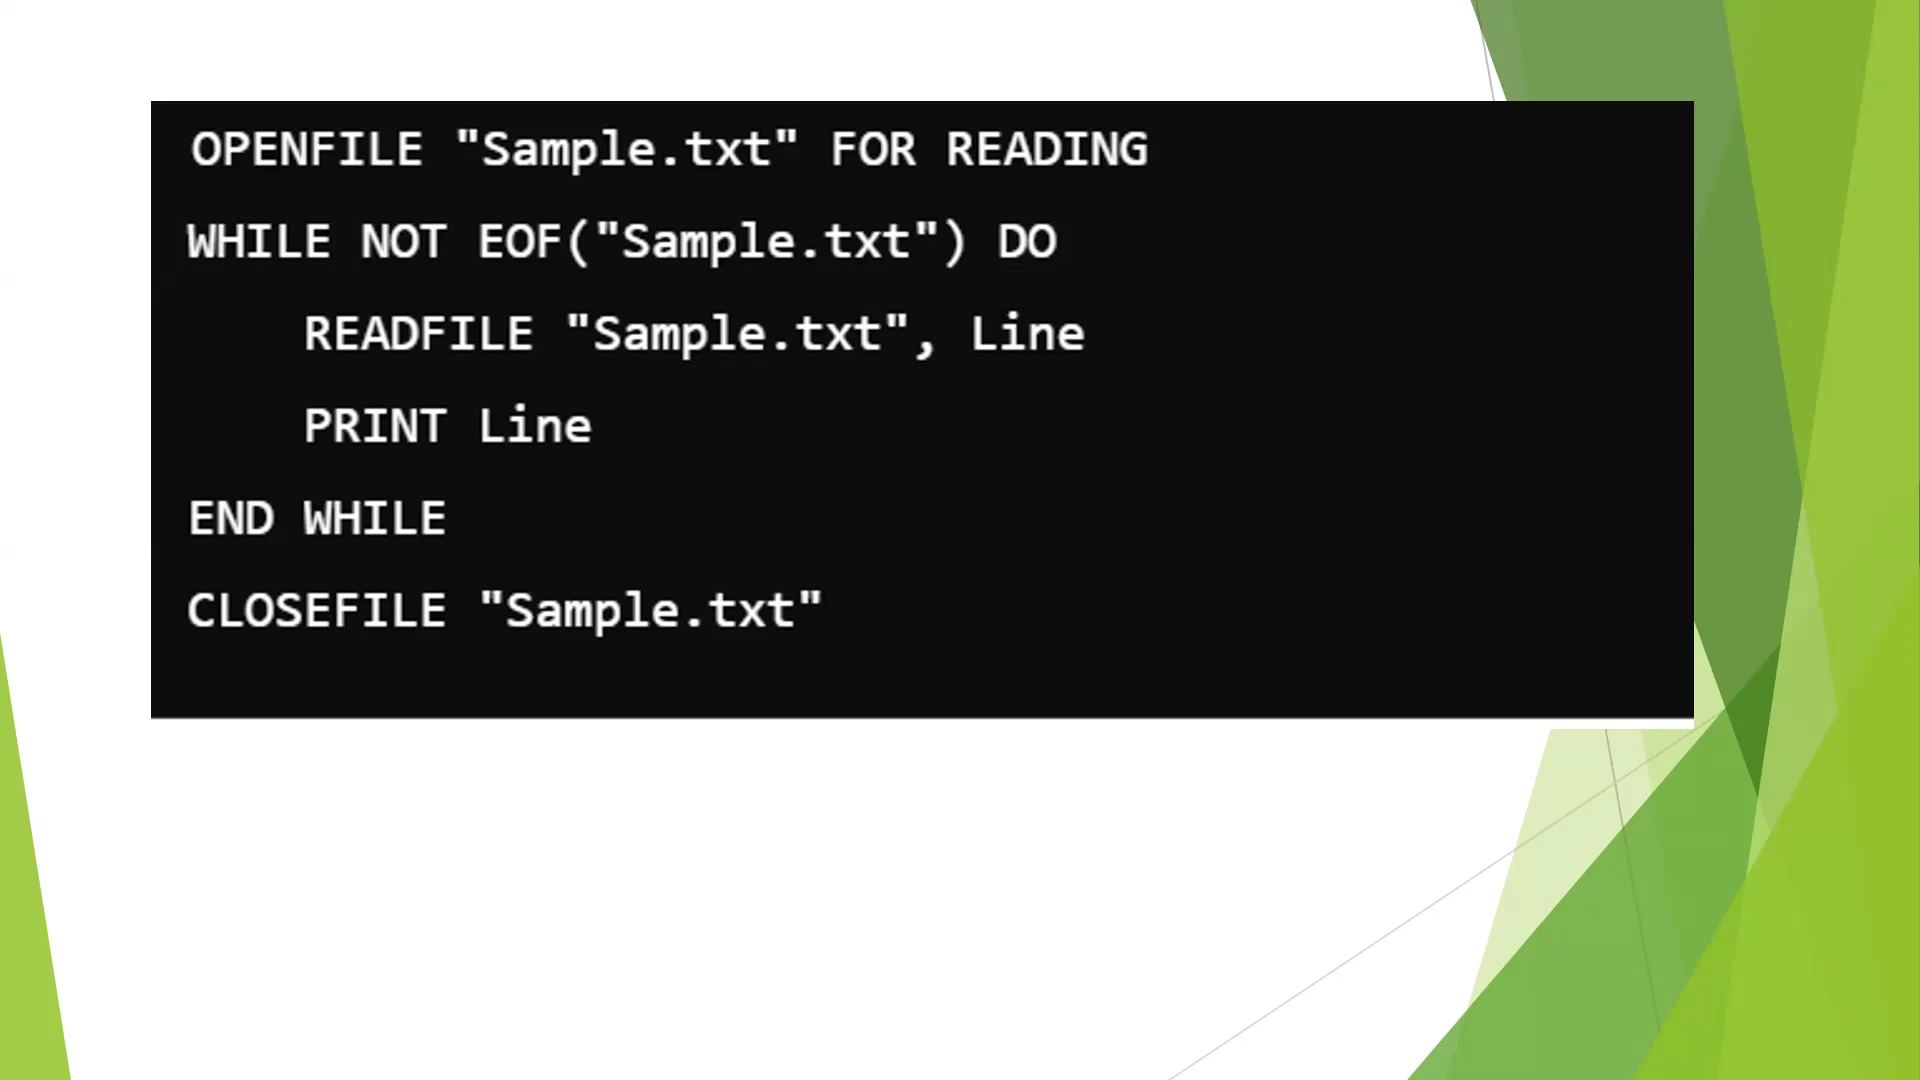 OPENFILE "Sample.txt" FOR READING
WHILE NOT EOF("Sample.txt") DO
    READFILE "Sample.txt", Line
    PRINT Line
END WHILE
CLOSEFILE "Sample.txt"